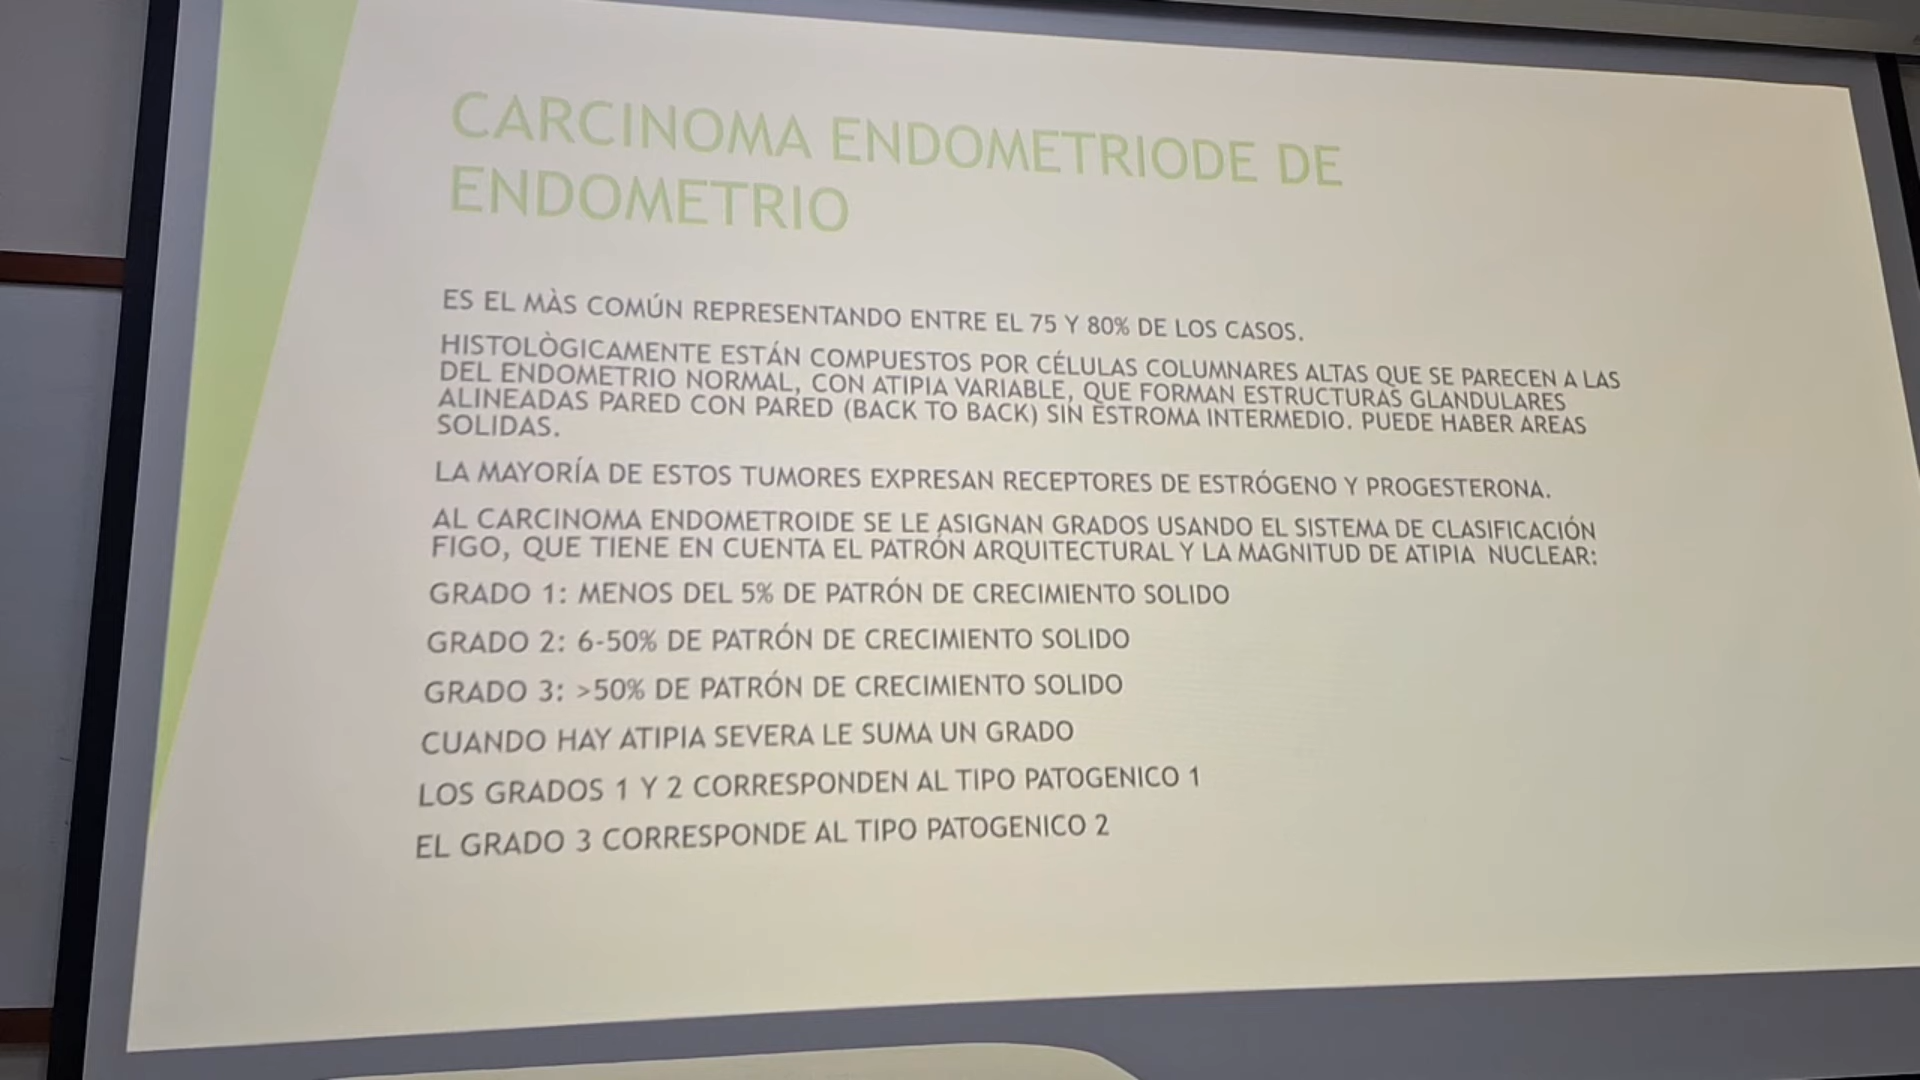 CARCINOMA ENDOMETRIODE DE
ENDOMETRIO
ES EL MÀS COMÚN REPRESENTANDO ENTRE EL 75 Y 80% DE LOS CASOS.
HISTOLÒGICAMENTE ESTÁN COMPUESTOS POR CÉLULAS COLUMNARES ALTAS QUE SE PARECEN A LAS
DEL ENDOMETRIO NORMAL, CON ATIPIA VARIABLE, QUE FORMAN ESTRUCTURAS GLANDULARES
ALINEADAS PARED CON PARED (BACK TO BACK) SIN ESTROMA INTERMEDIO. PUEDE HABER AREAS
SOLIDAS.
LA MAYORÍA DE ESTOS TUMORES EXPRESAN RECEPTORES DE ESTRÓGENO Y PROGESTERONA.
AL CARCINOMA ENDOMETROIDE SE LE ASIGNAN GRADOS USANDO EL SISTEMA DE CLASIFICACIÓN
FIGO, QUE TIENE EN CUENTA EL PATRÓN ARQUITECTURAL Y LA MAGNITUD DE ATIPIA NUCLEAR:
GRADO 1: MENOS DEL 5% DE PATRÓN DE CRECIMIENTO SOLIDO
GRADO 2: 6-50% DE PATRÓN DE CRECIMIENTO SOLIDO
GRADO 3: >50% DE PATRÓN DE CRECIMIENTO SOLIDO
CUANDO HAY ATIPIA SEVERA LE SUMA UN GRADO
LOS GRADOS 1 Y 2 CORRESPONDEN AL TIPO PATOGENICO 1
EL GRADO 3 CORRESPONDE AL TIPO PATOGENICO 2